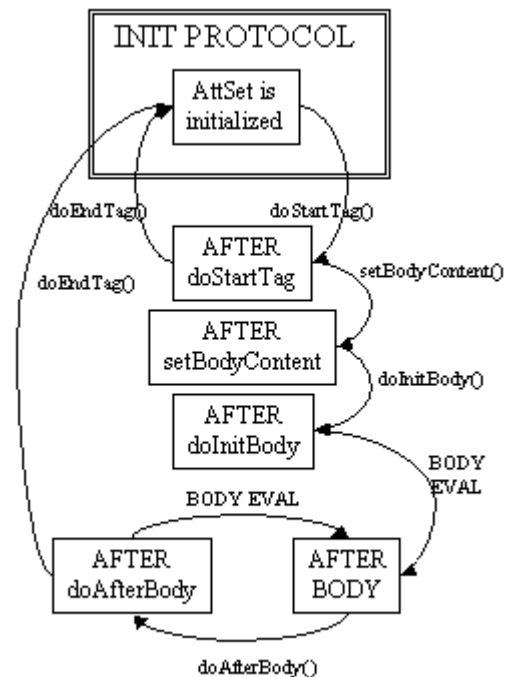 INIT PROTOCOL
AttSet is
initialized
doEndTag()
doStartTag()
AFTER
doStartTag
setBodyContent()
doEndTag()
AFTER
setBodyContent
doInitBody()
AFTER
doInitBody
BODY
EVAL
BODY EVAL
AFTER
doAfterBody
AFTER
BODY
doAfterBody()